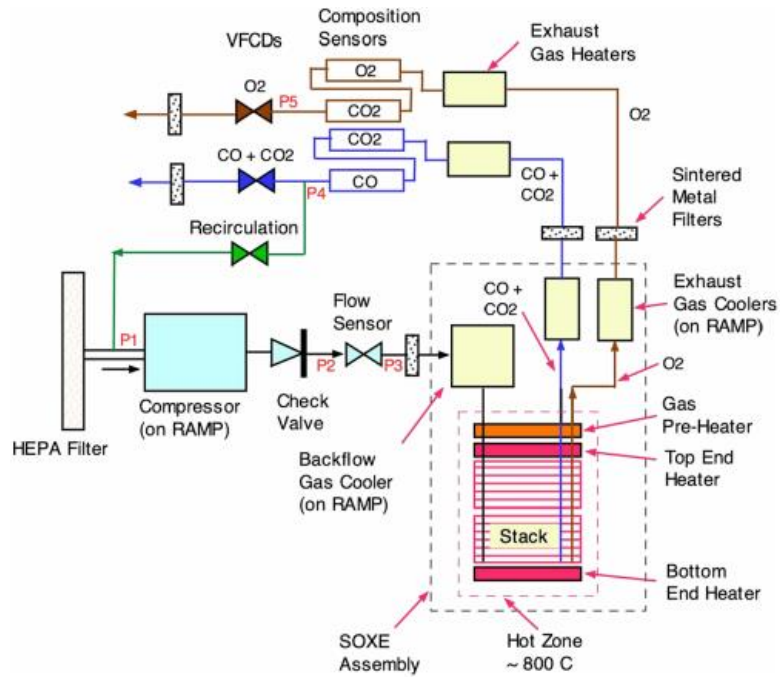 VFCDs
Composition
Sensors
Exhaust
Gas Heaters
O2
O2
P5
CO2
O2
CO + CO2
CO2
P4
CO
CO +
CO2
Sintered
Metal
Filters
Recirculation
P1
Compressor
(on RAMP)
HEPA Filter
Flow
Sensor
P2
P3
Check
Valve
Backflow
Gas Cooler
(on RAMP)
CO +
CO2
Exhaust
Gas Coolers
(on RAMP)
O2
Gas
Pre-Heater
Top End
Heater
Stack
Bottom
End Heater
SOXE
Assembly
Hot Zone
~ 800 C